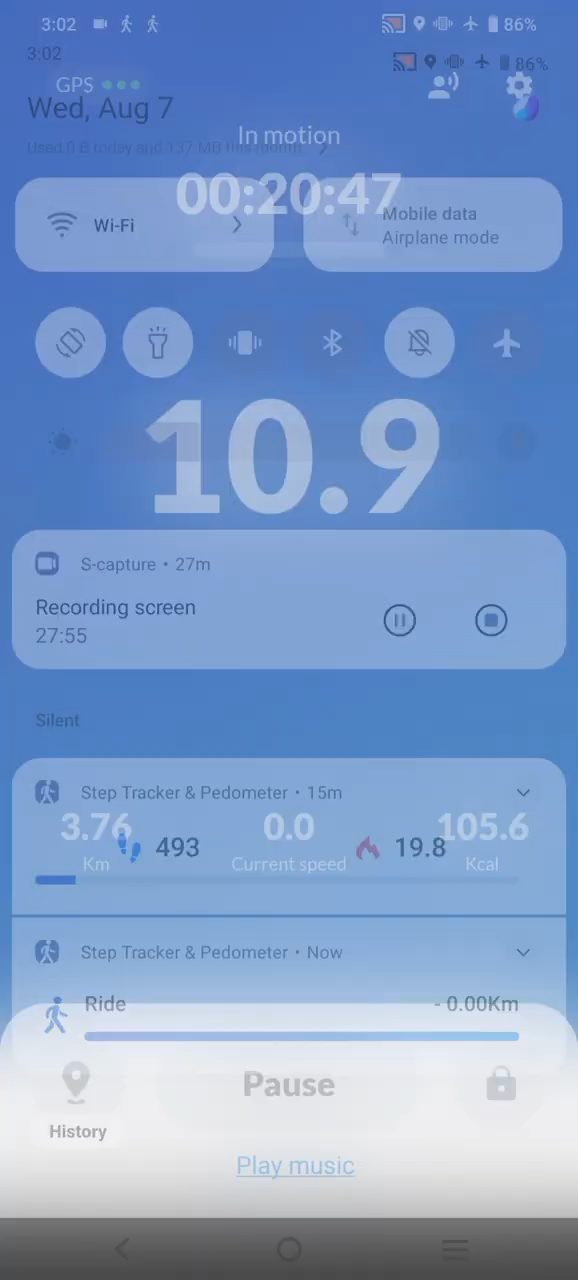 3:02 86%
3:02 86%
GPS
Wed, Aug 7
In motion
Used 0 B today and 137 MB this month
00:20:47
Wi-Fi
Mobile data
Airplane mode
10.9
S-capture • 27m
Recording screen
27:55
Silent
Step Tracker & Pedometer • 15m
3.76 0.0 105.6
493 19.8
Km Current speed Kcal
Step Tracker & Pedometer • Now
Ride - 0.00Km
Pause
History
Play music